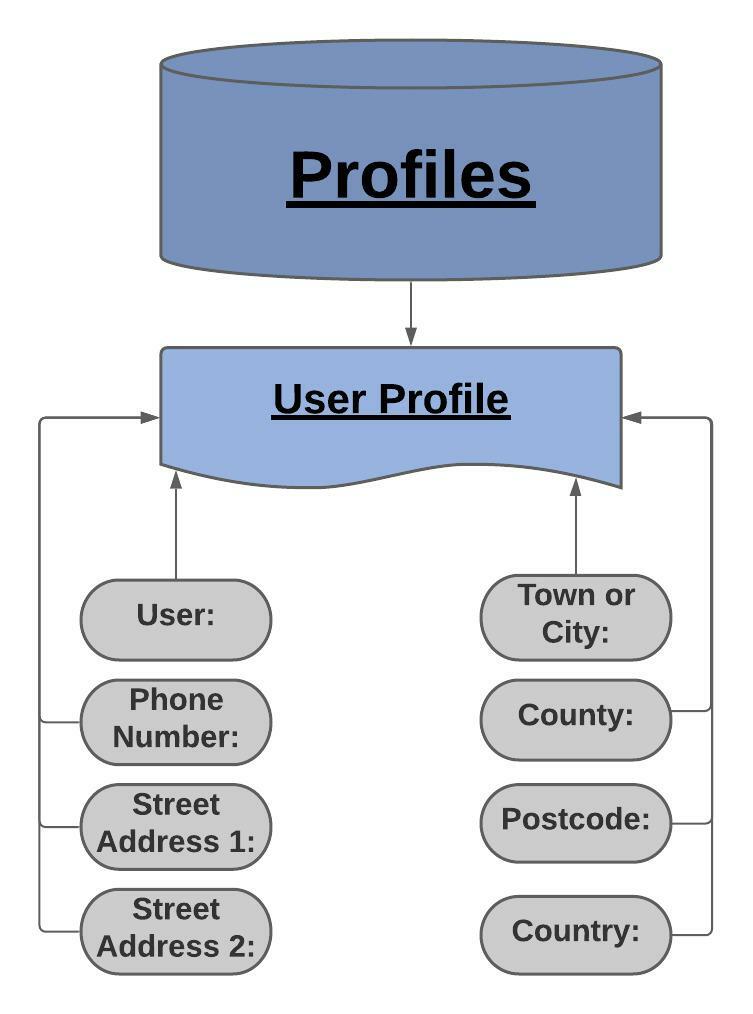 Profiles
User Profile
User:
Phone
Number:
Street
Address 1:
Street
Address 2:
Town or
City:
County:
Postcode:
Country: